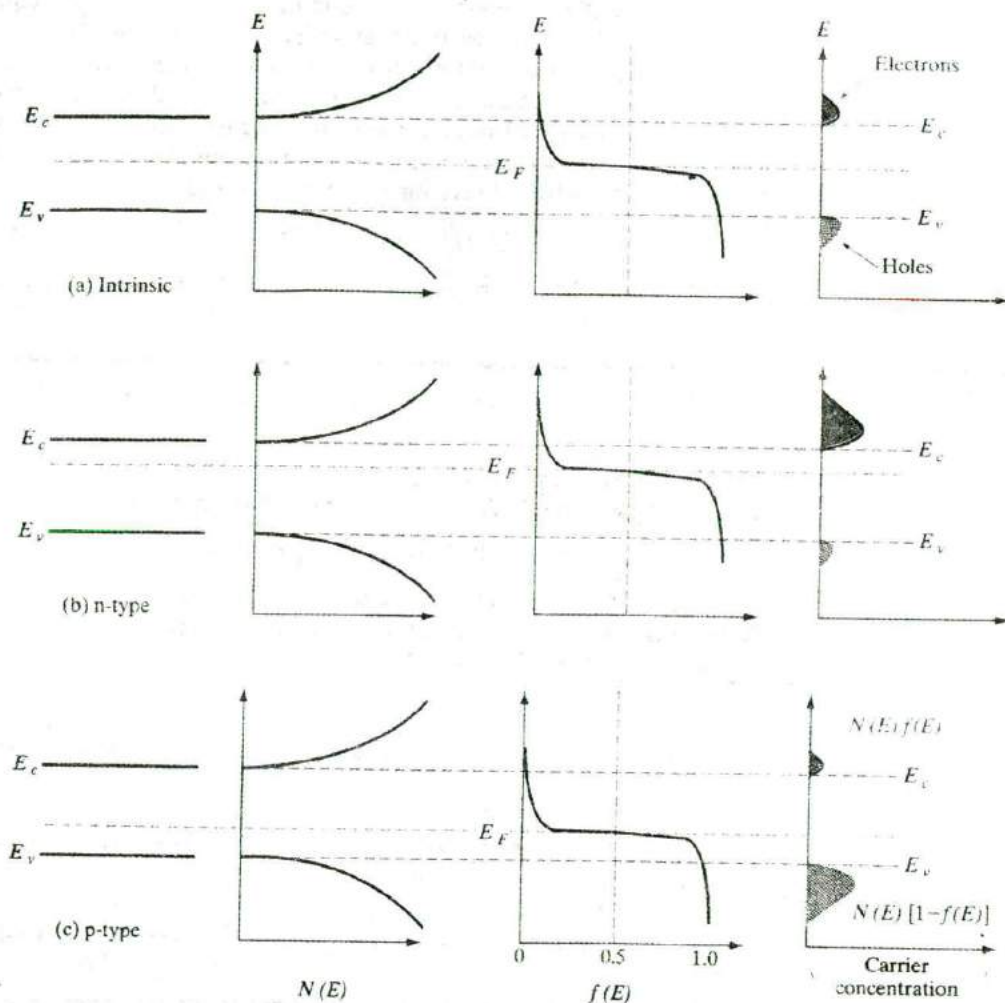 E E E
Electrons
E_c E_c
E_F
E_v E_v
Holes
(a) Intrinsic
E_c E_c
E_F
E_v E_v
(b) n-type
N(E)f(E)
E_c E_c
E_F
E_v E_v
N(E) [1-f(E)]
(c) p-type
0 0.5 1.0
Carrier
N(E) f(E) concentration